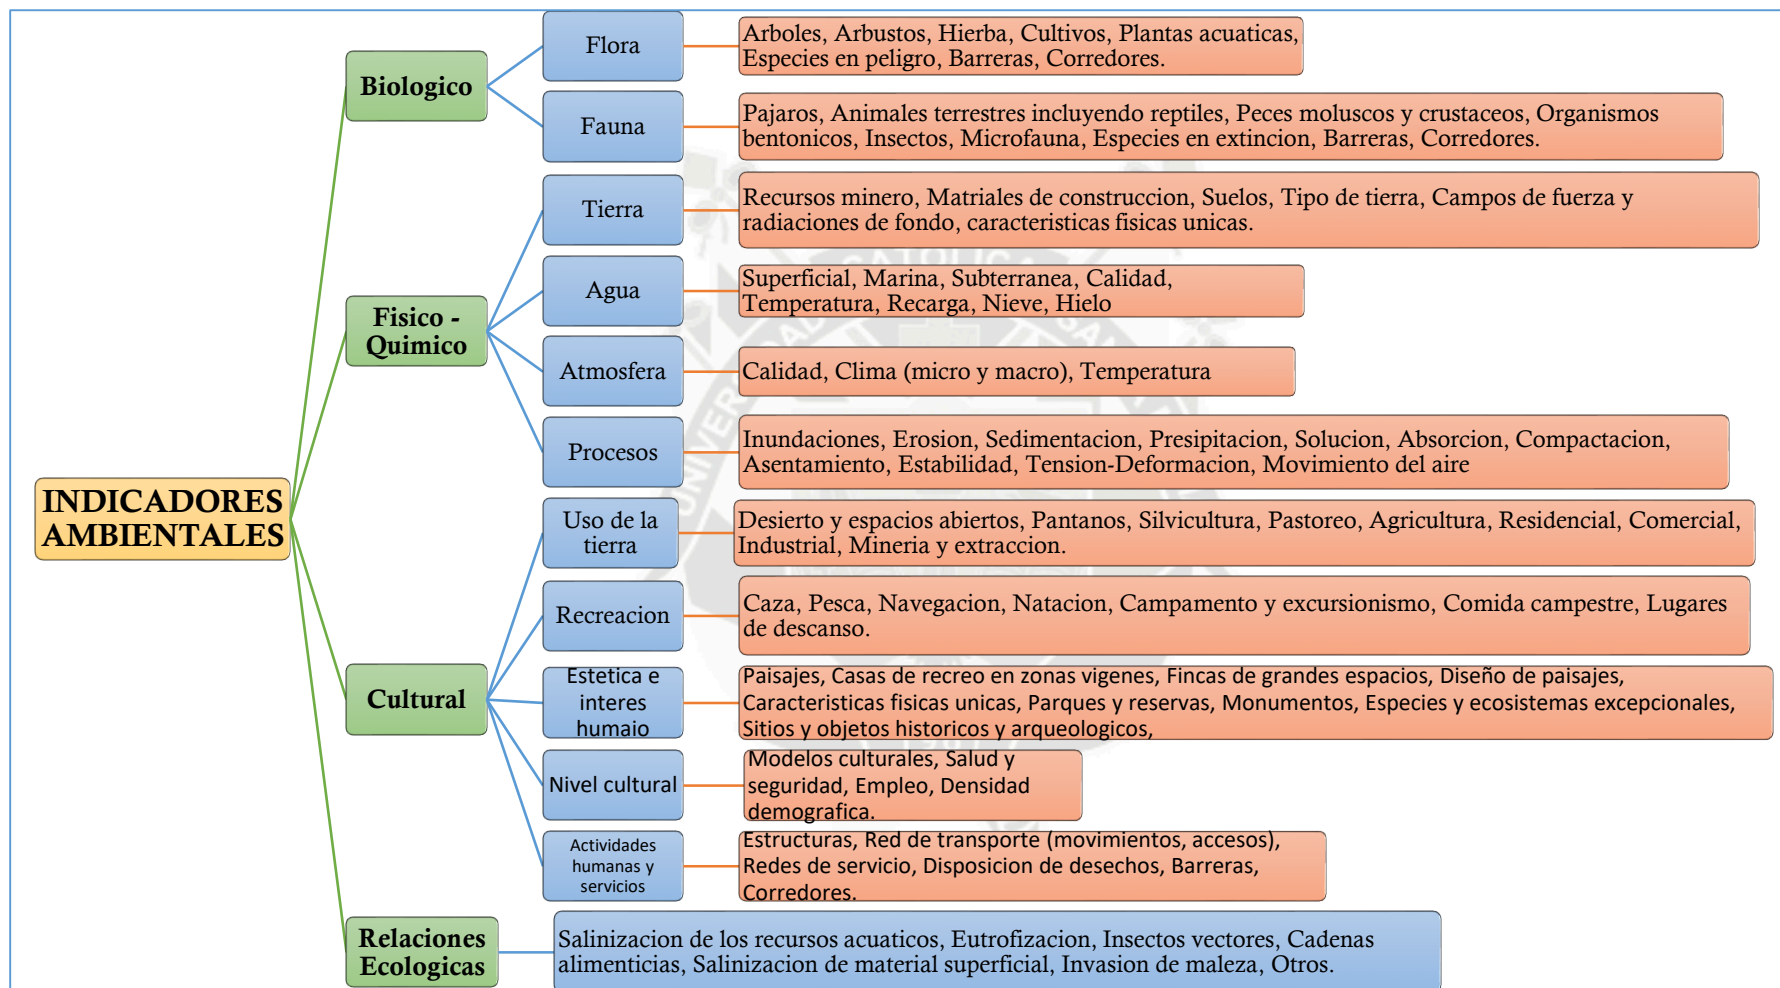 INDICADORES
AMBIENTALES
Biologico
Flora
Arboles, Arbustos, Hierba, Cultivos, Plantas acuaticas,
Especies en peligro, Barreras, Corredores.
Fauna
Pajaros, Animales terrestres incluyendo reptiles, Peces moluscos y crustaceos, Organismos
bentonicos, Insectos, Microfauna, Especies en extincion, Barreras, Corredores.
Fisico -
Quimico
Tierra
Recursos minero, Matriales de construccion, Suelos, Tipo de tierra, Campos de fuerza y
radiaciones de fondo, caracteristicas fisicas unicas.
Agua
Superficial, Marina, Subterranea, Calidad,
Temperatura, Recarga, Nieve, Hielo
Atmosfera
Calidad, Clima (micro y macro), Temperatura
Procesos
Inundaciones, Erosion, Sedimentacion, Presipitacion, Solucion, Absorcion, Compactacion,
Asentamiento, Estabilidad, Tension-Deformacion, Movimiento del aire
Cultural
Uso de la
tierra
Desierto y espacios abiertos, Pantanos, Silvicultura, Pastoreo, Agricultura, Residencial, Comercial,
Industrial, Mineria y extraccion.
Recreacion
Caza, Pesca, Navegacion, Natacion, Campamento y excursionismo, Comida campestre, Lugares
de descanso.
Estetica e
interes
humaio
Paisajes, Casas de recreo en zonas vigenes, Fincas de grandes espacios, Diseño de paisajes,
Caracteristicas fisicas unicas, Parques y reservas, Monumentos, Especies y ecosistemas excepcionales,
Sitios y objetos historicos y arqueologicos,
Nivel cultural
Modelos culturales, Salud y
seguridad, Empleo, Densidad
demografica.
Actividades
humanas y
servicios
Estructuras, Red de transporte (movimientos, accesos),
Redes de servicio, Disposicion de desechos, Barreras,
Corredores.
Relaciones
Ecologicas
Salinizacion de los recursos acuaticos, Eutrofizacion, Insectos vectores, Cadenas
alimenticias, Salinizacion de material superficial, Invasion de maleza, Otros.